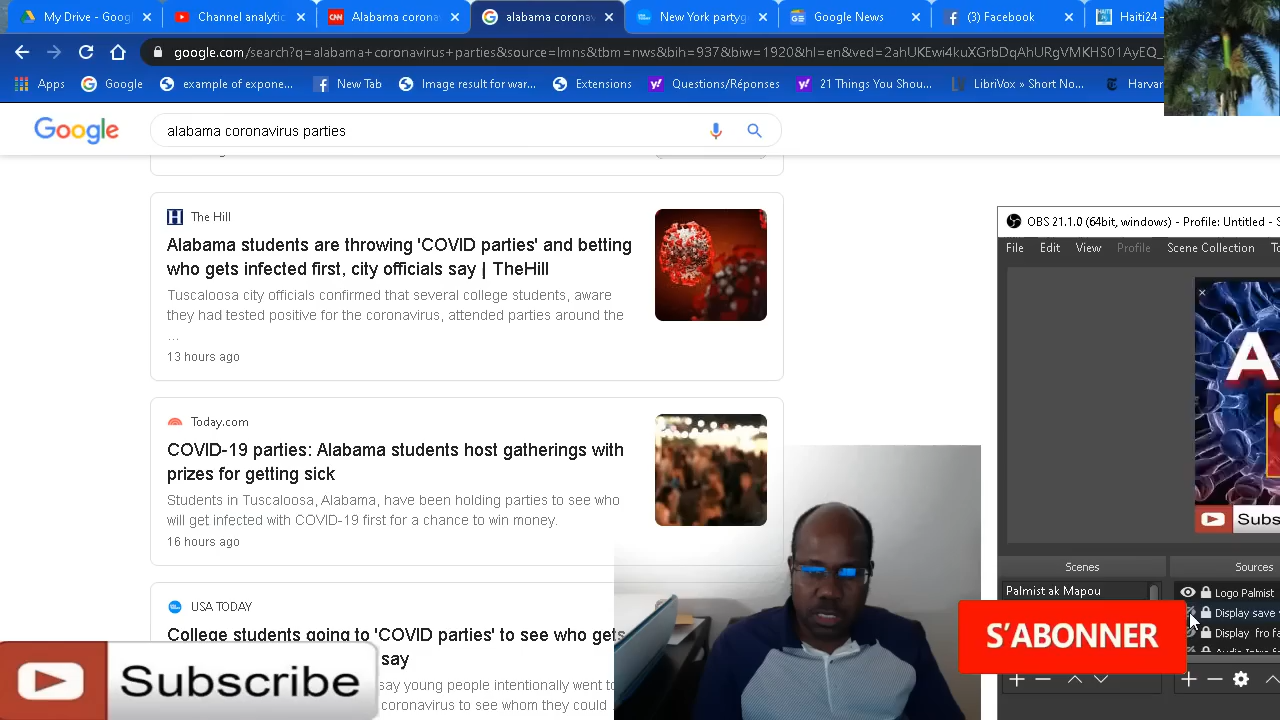 My Drive - Goog
Channel analytic
Alabama corona
alabama corona
New York partyg
Google News
(3) Facebook
Haiti24 -
google.com/search?q=alabama+coronavirus+parties&source=lmns&tbm=nws&bih=937&biw=1920&hl=en&ved=2ahUKEwi4kuXGrbDqAhURgVMKHS01AyEQ_
Apps
Google
example of expone...
New Tab
Image result for war...
Extensions
Questions/Réponses
21 Things You Shou...
LibriVox » Short No...
Harvar
Google
alabama coronavirus parties
The Hill
Alabama students are throwing 'COVID parties' and betting
who gets infected first, city officials say | TheHill
Tuscaloosa city officials confirmed that several college students, aware
they had tested positive for the coronavirus, attended parties around the
...
13 hours ago
Today.com
COVID-19 parties: Alabama students host gatherings with
prizes for getting sick
Students in Tuscaloosa, Alabama, have been holding parties to see who
will get infected with COVID-19 first for a chance to win money.
16 hours ago
USA TODAY
College students going to 'COVID parties' to see who gets
say
say young people intentionally went to
coronavirus to see whom they could
Subscribe
OBS 21.1.0 (64bit, windows) - Profile: Untitled - S
File Edit View Profile Scene Collection To
A
Subs
Scenes
Sources
Palmist ak Mapou
Logo Palmist
Display save
Display fro fa
S'ABONNER